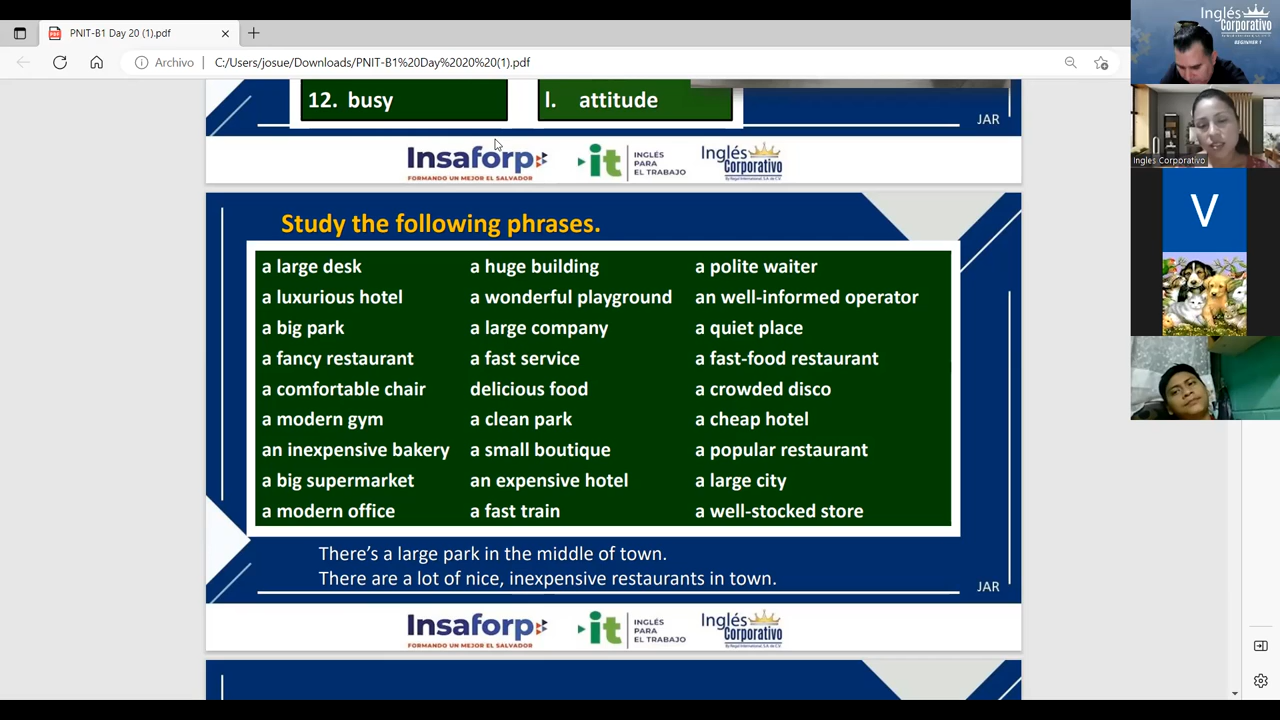 PNIT-B1 Day 20 (1).pdf
Archivo
C:/Users/josue/Downloads/PNIT-B1%20Day%2020%20(1).pdf
12. busy
l. attitude
JAR
Insaforp
FORMANDO UN MEJOR EL SALVADOR
it
INGLÉS
PARA
EL TRABAJO
Inglés
Corporativo
Study the following phrases.
a large desk
a luxurious hotel
a big park
a fancy restaurant
a comfortable chair
a modern gym
an inexpensive bakery
a big supermarket
a modern office
a huge building
a wonderful playground
a large company
a fast service
delicious food
a clean park
a small boutique
an expensive hotel
a fast train
a polite waiter
an well-informed operator
a quiet place
a fast-food restaurant
a crowded disco
a cheap hotel
a popular restaurant
a large city
a well-stocked store
There's a large park in the middle of town.
There are a lot of nice, inexpensive restaurants in town.
JAR
Insaforp
FORMANDO UN MEJOR EL SALVADOR
it
INGLÉS
PARA
EL TRABAJO
Inglés
Corporativo
Inglés
Corporativo
BEGINNER 1
Ingles Corporativo
V